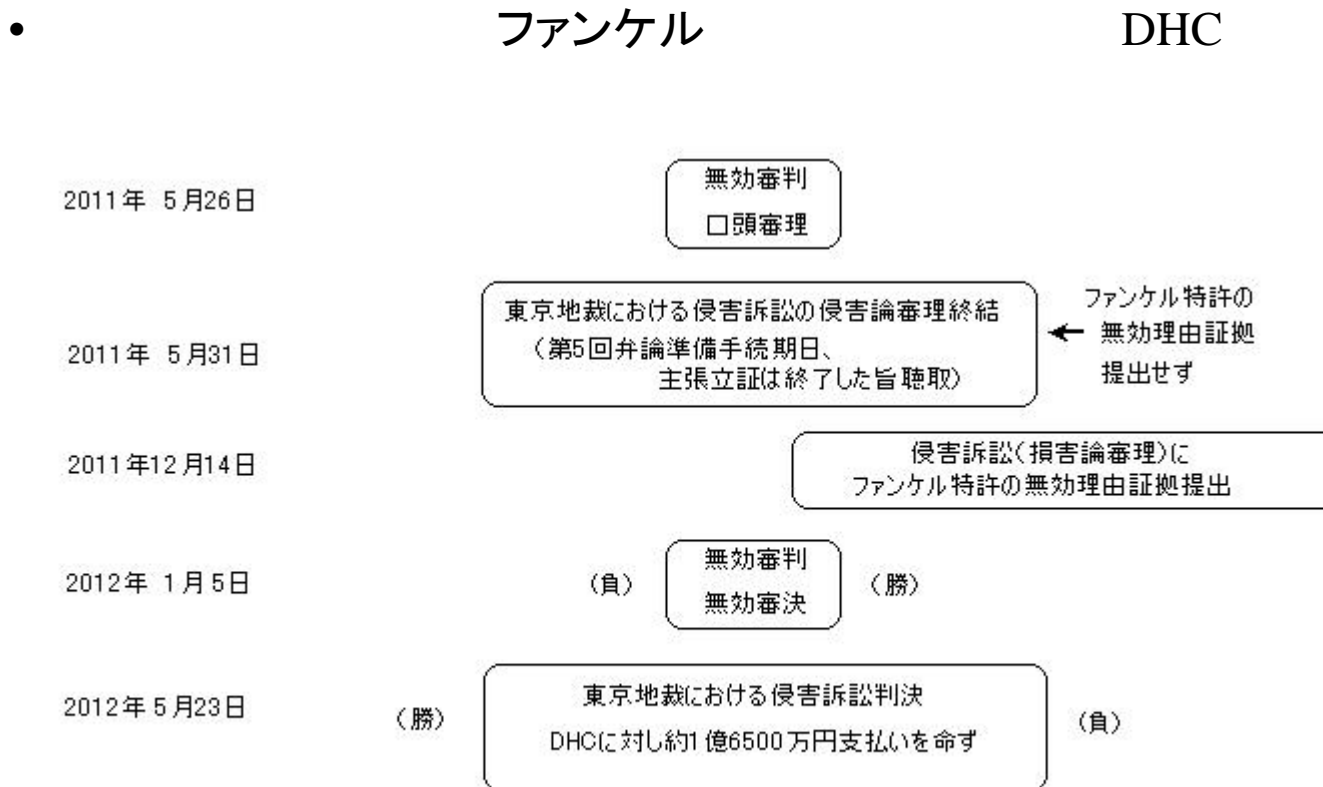 • ファンケル DHC
2011年 5月26日
無効審判
口頭審理
2011年 5月31日
東京地裁における侵害訴訟の侵害論審理終結
（第5回弁論準備手続期日、
主張立証は終了した旨聴取）
ファンケル特許の
← 無効理由証拠
提出せず
2011年12月14日
侵害訴訟（損害論審理）に
ファンケル特許の無効理由証拠提出
2012年 1月5日
（負）
無効審判
無効審決
（勝）
2012年5月23日
（勝）
東京地裁における侵害訴訟判決
DHCに対し約1億6500万円支払いを命ず
（負）